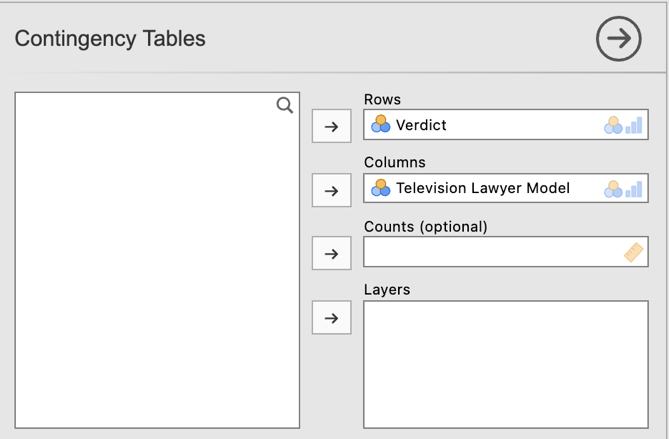 Contingency Tables
Rows
Verdict
Columns
Television Lawyer Model
Counts (optional)
Layers